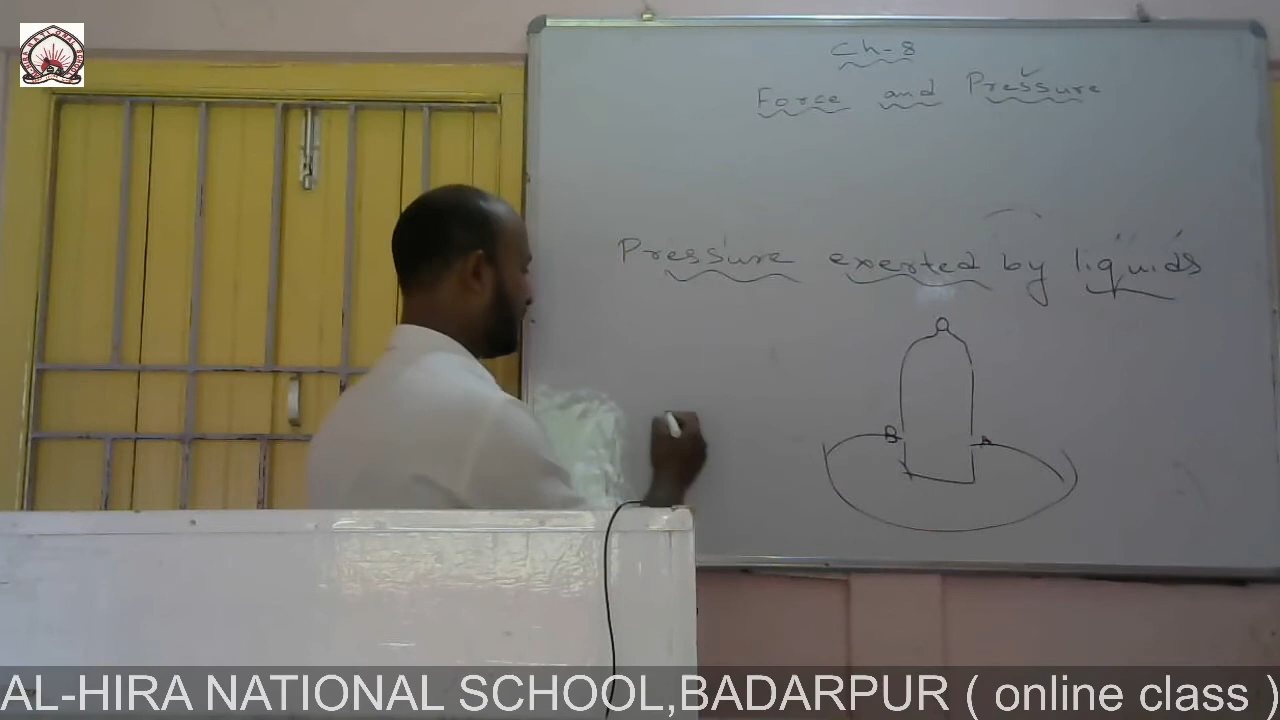 Ch-8
Force and Pressure
Pressure exerted by liquids
B A
AL-HIRA NATIONAL SCHOOL,BADARPUR ( online class )